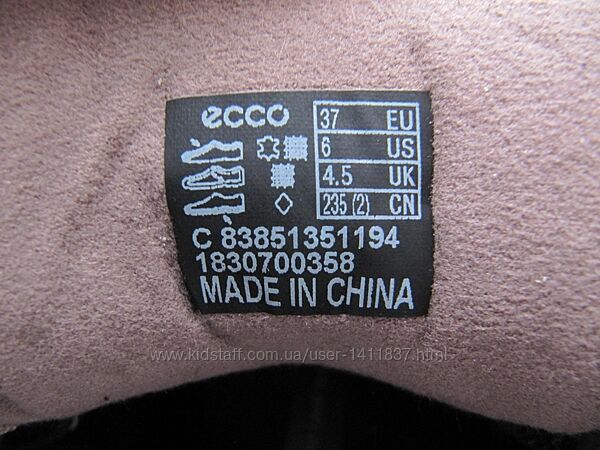 ecco
37 EU
6 US
4.5 UK
235 (2) CN
C 83851351194
1830700358
MADE IN CHINA
www.kidstaff.com.ua/user-1411837.html